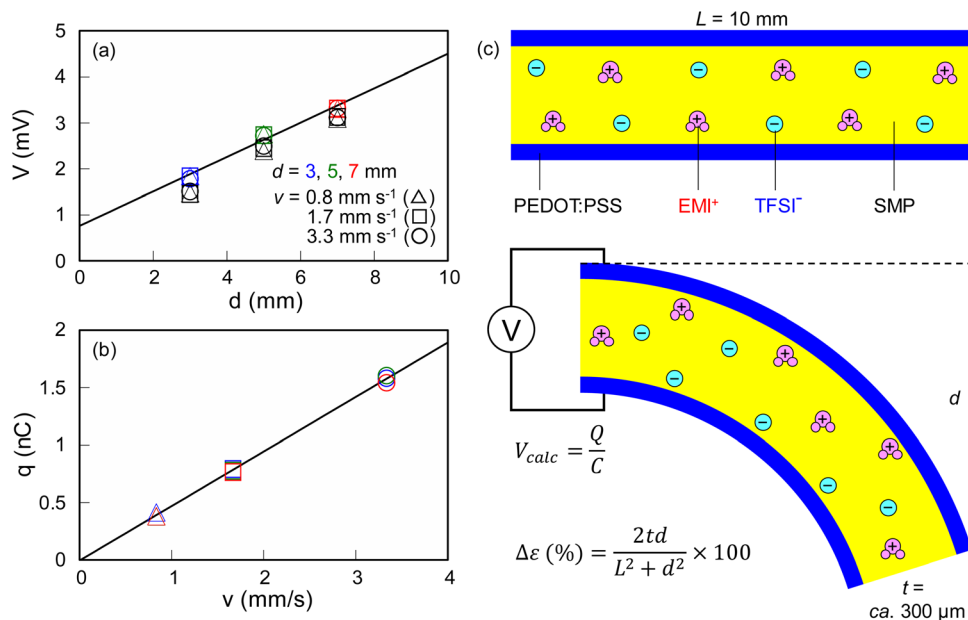 (a)
V (mV)
5
4
3
2
1
0
d = 3, 5, 7 mm
v = 0.8 mm s⁻¹ (△)
1.7 mm s⁻¹ (□)
3.3 mm s⁻¹ (○)
0 2 4 6 8 10
d (mm)
(b)
q (nC)
2
1.5
1
0.5
0
0 1 2 3 4
v (mm/s)
(c)
L = 10 mm
PEDOT:PSS EMI⁺ TFSI⁻ SMP
V
d
V_calc = Q/C
Δε (%) = 2td/(L² + d²) × 100
t =
ca. 300 μm